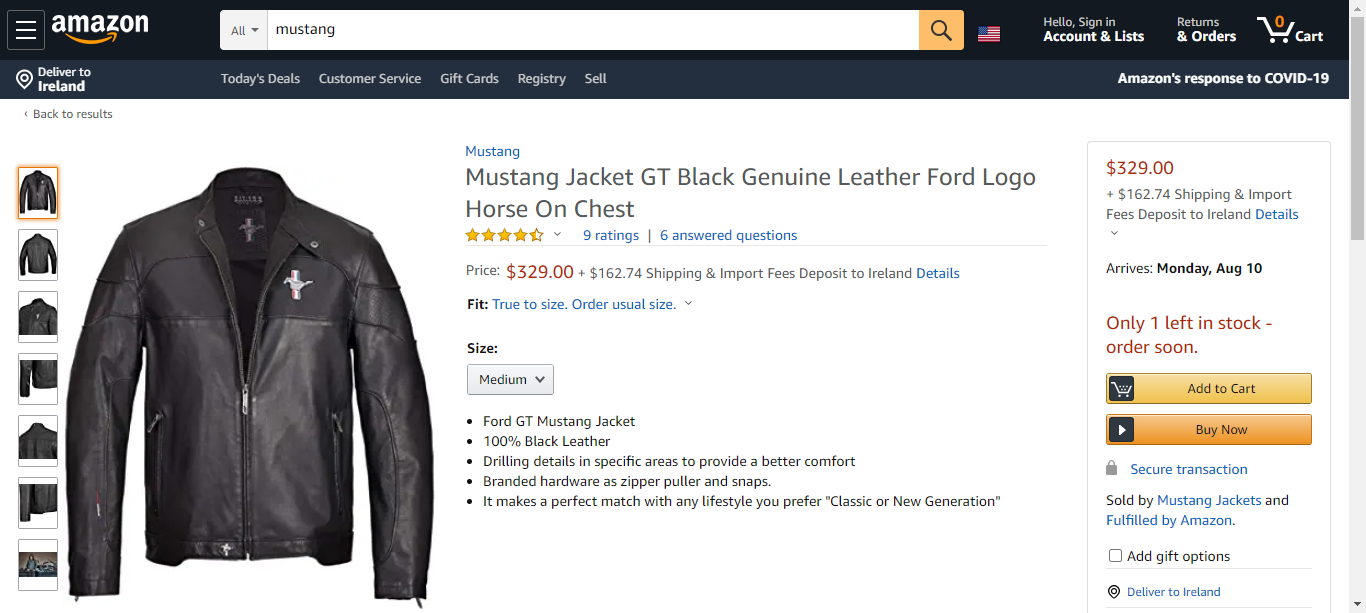 amazon
All
mustang
Hello, Sign in
Account & Lists
Returns
& Orders
0
Cart
Deliver to
Ireland
Today's Deals
Customer Service
Gift Cards
Registry
Sell
Amazon's response to COVID-19
‹ Back to results
Mustang
Mustang Jacket GT Black Genuine Leather Ford Logo
Horse On Chest
9 ratings | 6 answered questions
Price: $329.00 + $162.74 Shipping & Import Fees Deposit to Ireland Details
Fit: True to size. Order usual size.
Size:
Medium
• Ford GT Mustang Jacket
• 100% Black Leather
• Drilling details in specific areas to provide a better comfort
• Branded hardware as zipper puller and snaps.
• It makes a perfect match with any lifestyle you prefer "Classic or New Generation"
$329.00
+ $162.74 Shipping & Import
Fees Deposit to Ireland Details
Arrives: Monday, Aug 10
Only 1 left in stock -
order soon.
Add to Cart
Buy Now
Secure transaction
Sold by Mustang Jackets and
Fulfilled by Amazon.
Add gift options
Deliver to Ireland